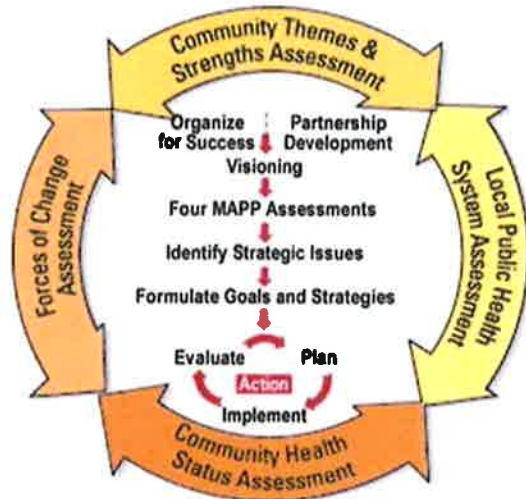 Community Themes &
Strengths Assessment
Organize
for Success
Partnership
Development
Visioning
Four MAPP Assessments
Identify Strategic Issues
Formulate Goals and Strategies
Evaluate
Plan
Action
Implement
Forces of Change
Assessment
Local Public Health
System Assessment
Community Health
Status Assessment